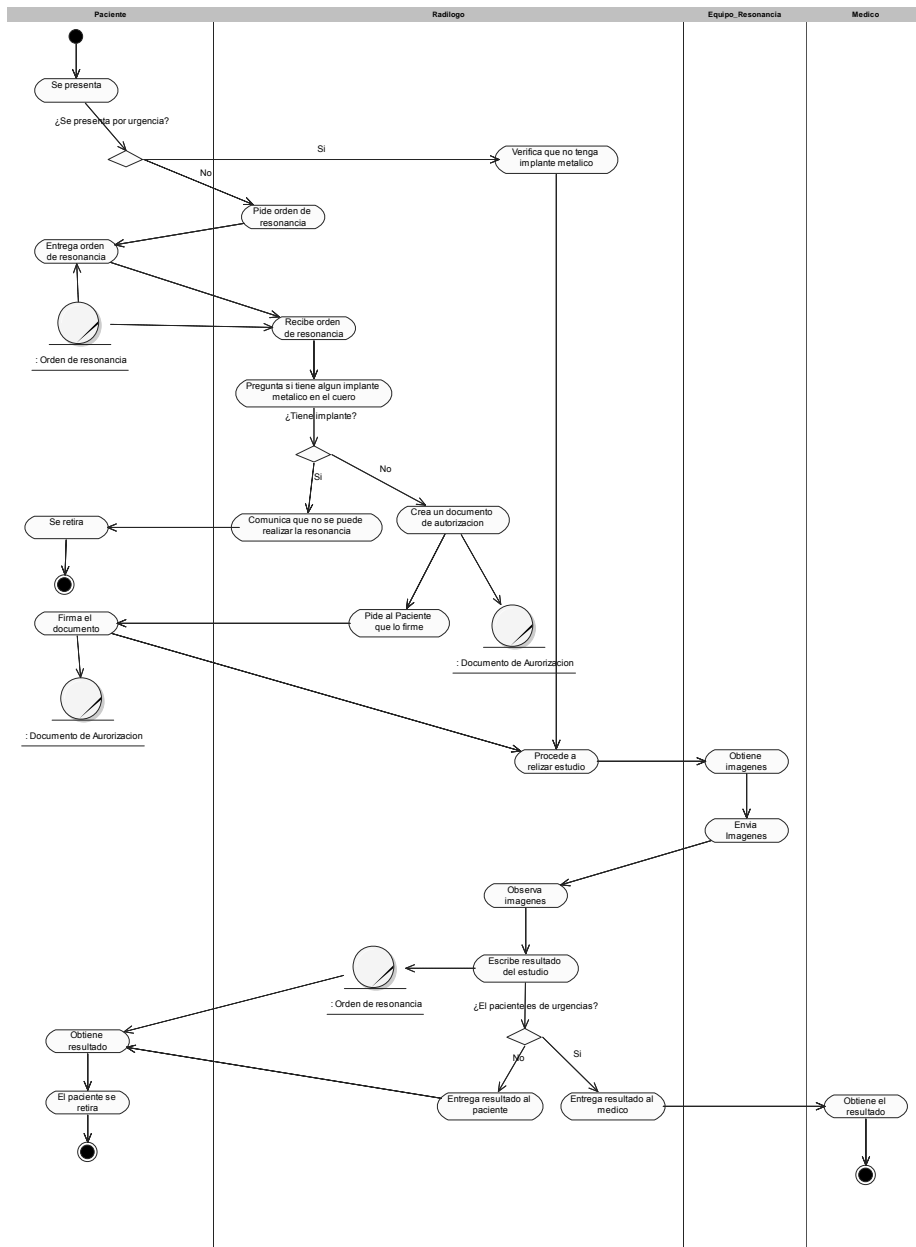 Paciente
Radilogo
Equipo_Resonancia
Medico
Se presenta
¿Se presenta por urgencia?
Si
Verifica que no tenga
implante metalico
No
Pide orden de
resonancia
Entrega orden
de resonancia
Recibe orden
de resonancia
: Orden de resonancia
Pregunta si tiene algun implante
metalico en el cuero
¿Tiene implante?
No
Si
Crea un documento
de autorizacion
Se retira
Comunica que no se puede
realizar la resonancia
Firma el
documento
Pide al Paciente
que lo firme
: Documento de Aurorizacion
: Documento de Aurorizacion
Procede a
relizar estudio
Obtiene
imagenes
Envia
Imagenes
Observa
imagenes
Escribe resultado
del estudio
: Orden de resonancia
¿El paciente es de urgencias?
Obtiene
resultado
No
Si
El paciente se
retira
Entrega resultado al
paciente
Entrega resultado al
medico
Obtiene el
resultado